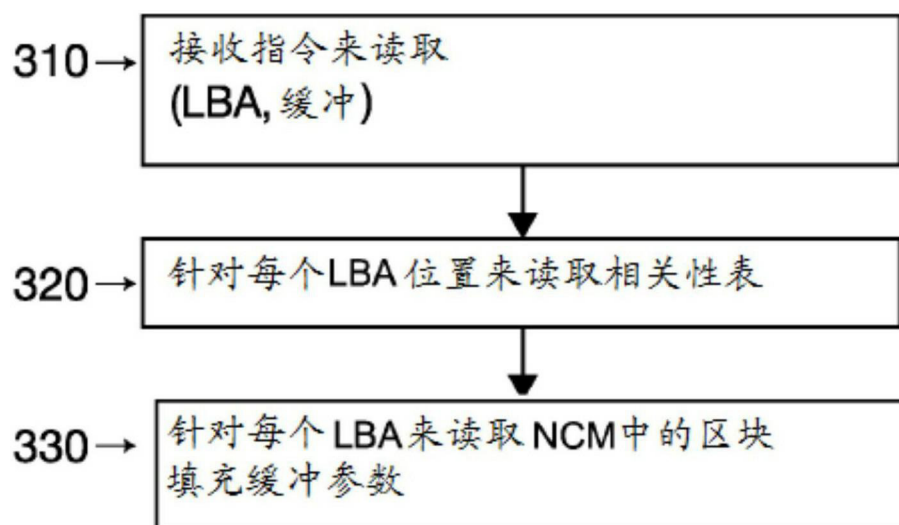 310
接收指令来读取
(LBA, 缓冲)
320
针对每个LBA位置来读取相关性表
330
针对每个LBA来读取NCM中的区块
填充缓冲参数